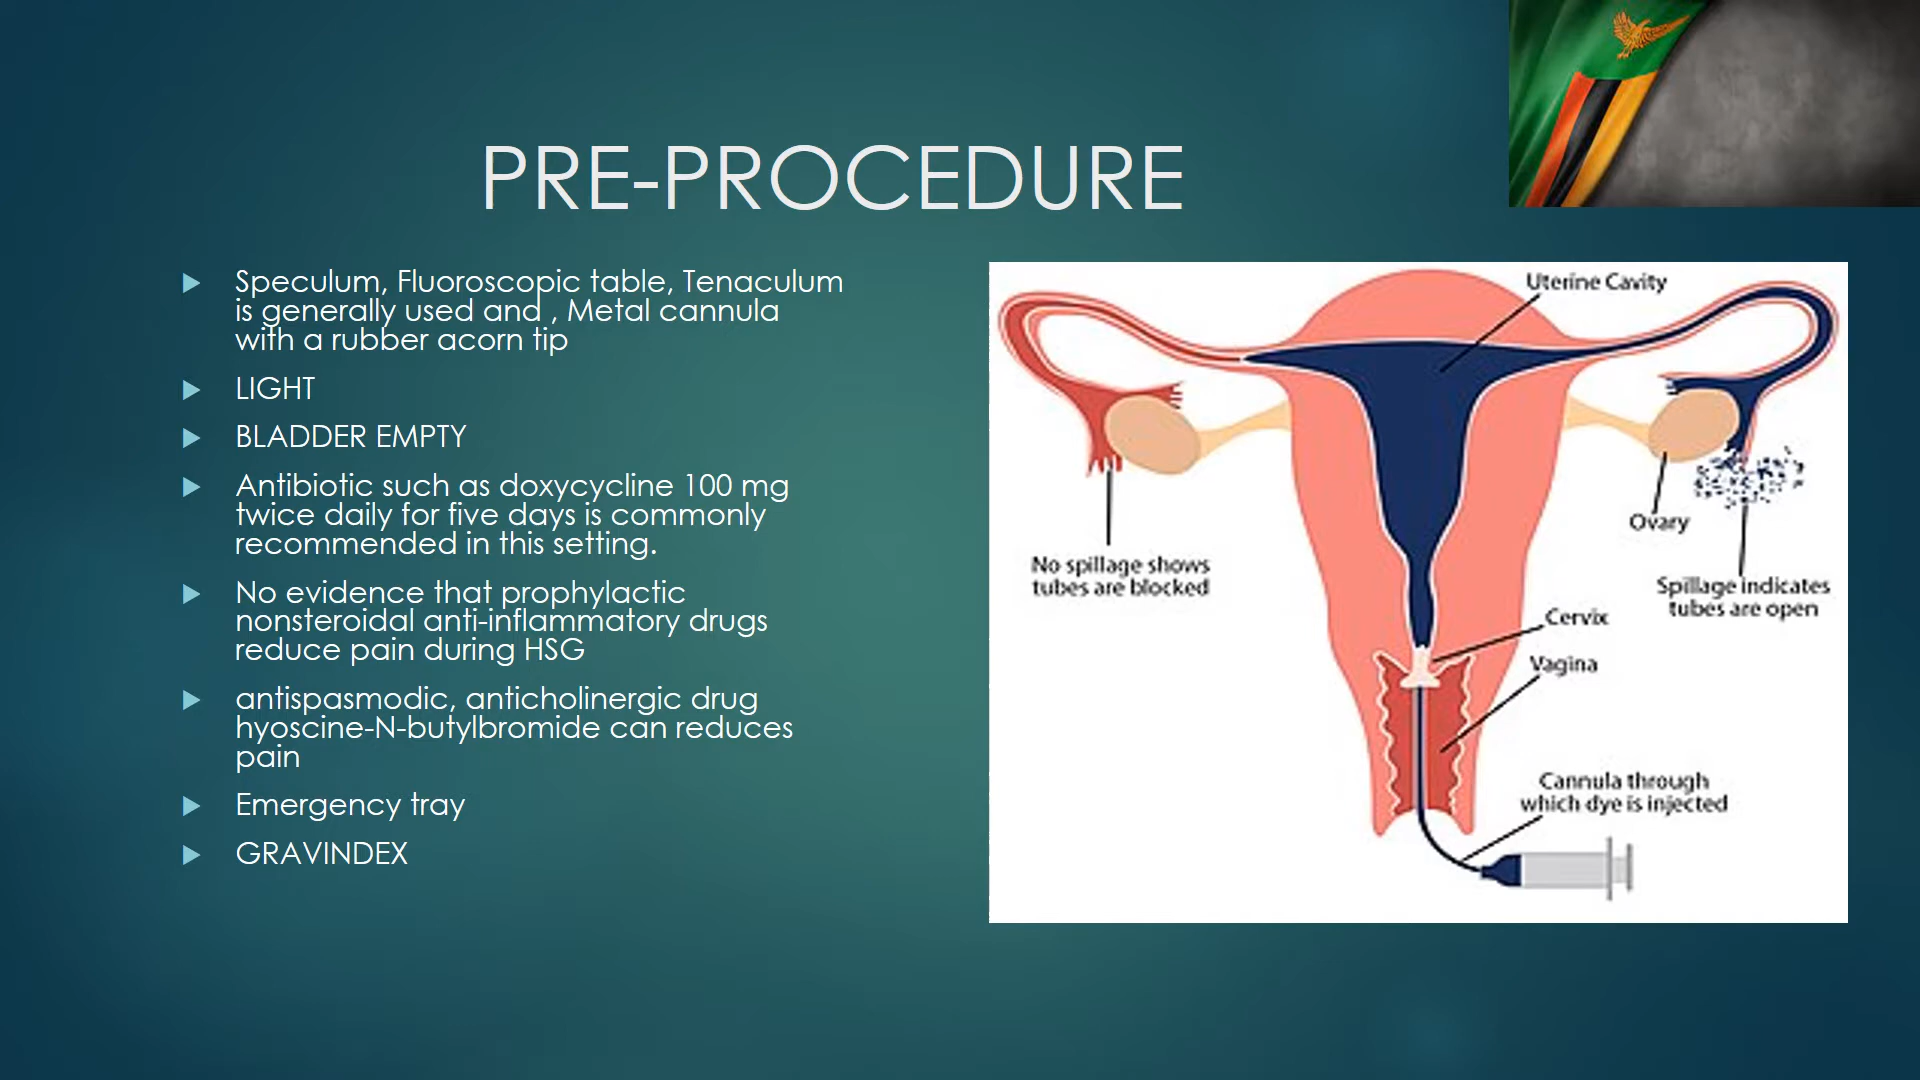 PRE-PROCEDURE
Speculum, Fluoroscopic table, Tenaculum
is generally used and , Metal cannula
with a rubber acorn tip
LIGHT
BLADDER EMPTY
Antibiotic such as doxycycline 100 mg
twice daily for five days is commonly
recommended in this setting.
No evidence that prophylactic
nonsteroidal anti-inflammatory drugs
reduce pain during HSG
antispasmodic, anticholinergic drug
hyoscine-N-butylbromide can reduces
pain
Emergency tray
GRAVINDEX
Uterine Cavity
Ovary
No spillage shows
tubes are blocked
Spillage indicates
tubes are open
Cervix
Vagina
Cannula through
which dye is injected